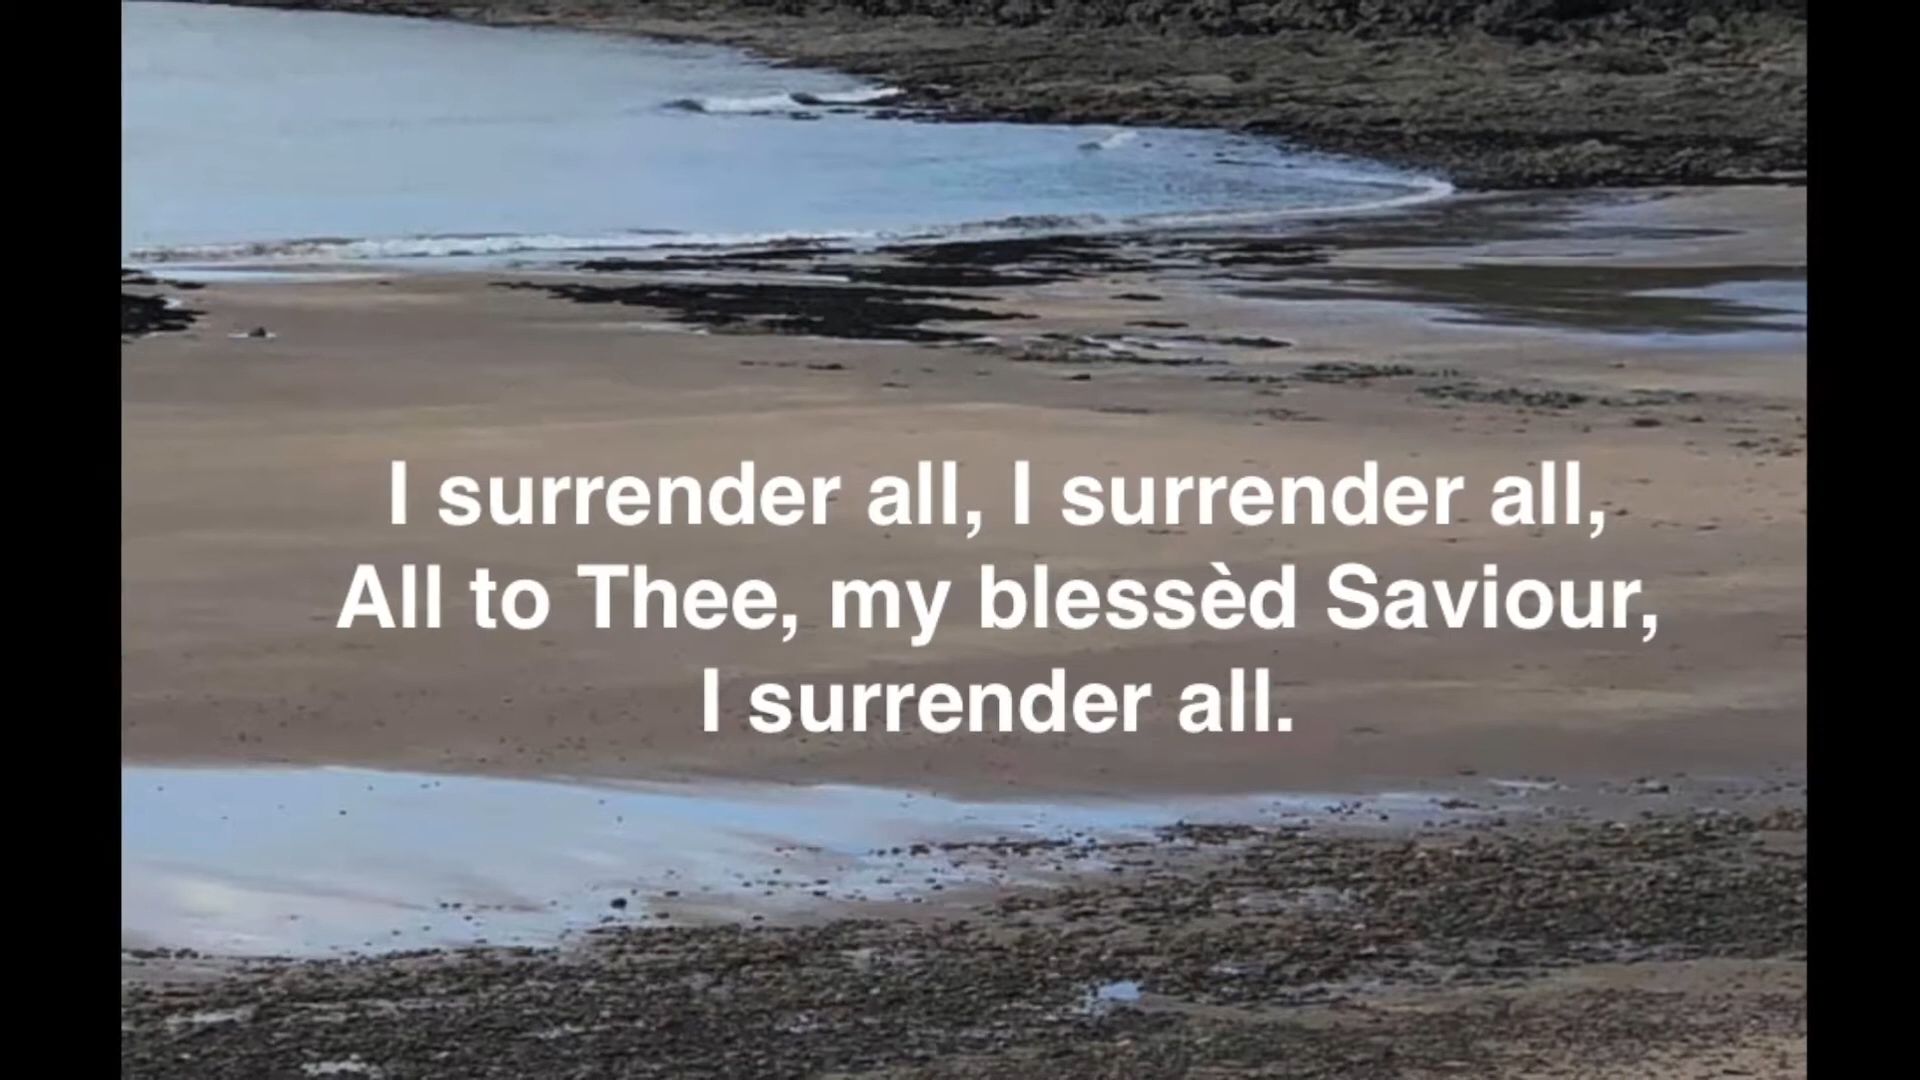 I surrender all, I surrender all,
All to Thee, my blessèd Saviour,
I surrender all.